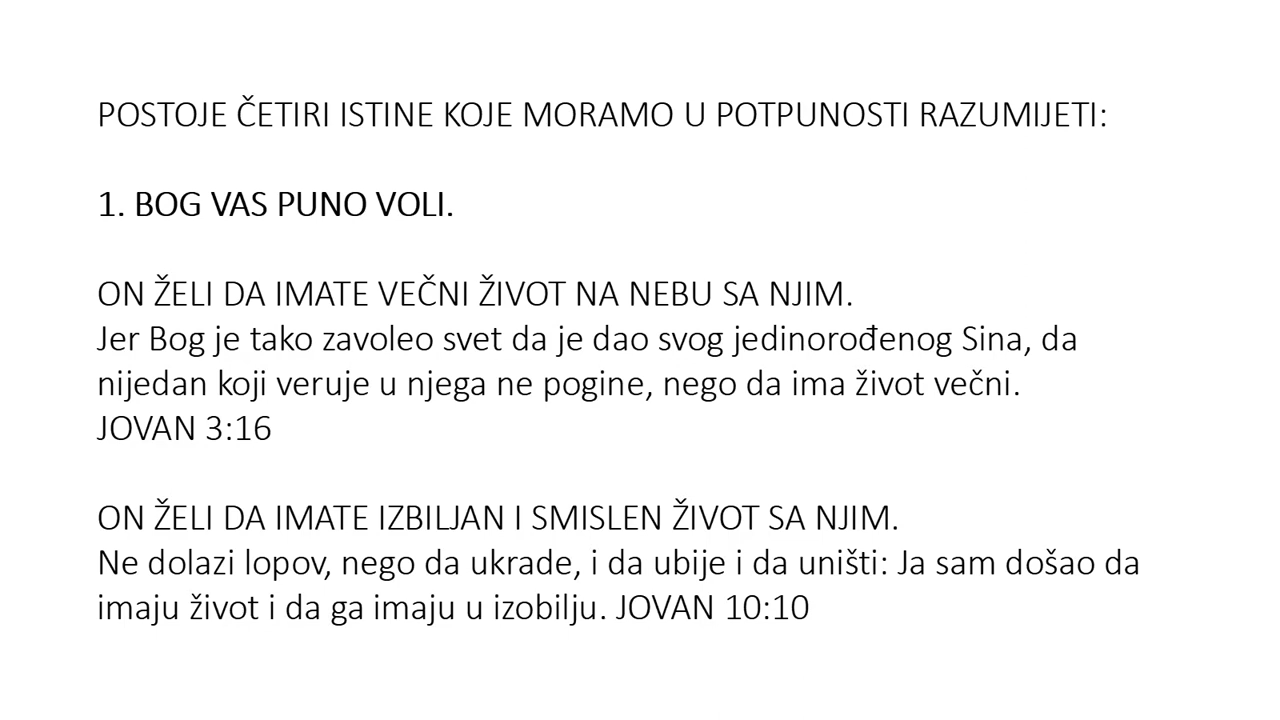 POSTOJE ČETIRI ISTINE KOJE MORAMO U POTPUNOSTI RAZUMIJETI:
1. BOG VAS PUNO VOLI.
ON ŽELI DA IMATE VEČNI ŽIVOT NA NEBU SA NJIM.
Jer Bog je tako zavoleo svet da je dao svog jedinorođenog Sina, da
nijedan koji veruje u njega ne pogine, nego da ima život večni.
JOVAN 3:16
ON ŽELI DA IMATE IZBILJAN I SMISLEN ŽIVOT SA NJIM.
Ne dolazi lopov, nego da ukrade, i da ubije i da uništi: Ja sam došao da
imaju život i da ga imaju u izobilju. JOVAN 10:10